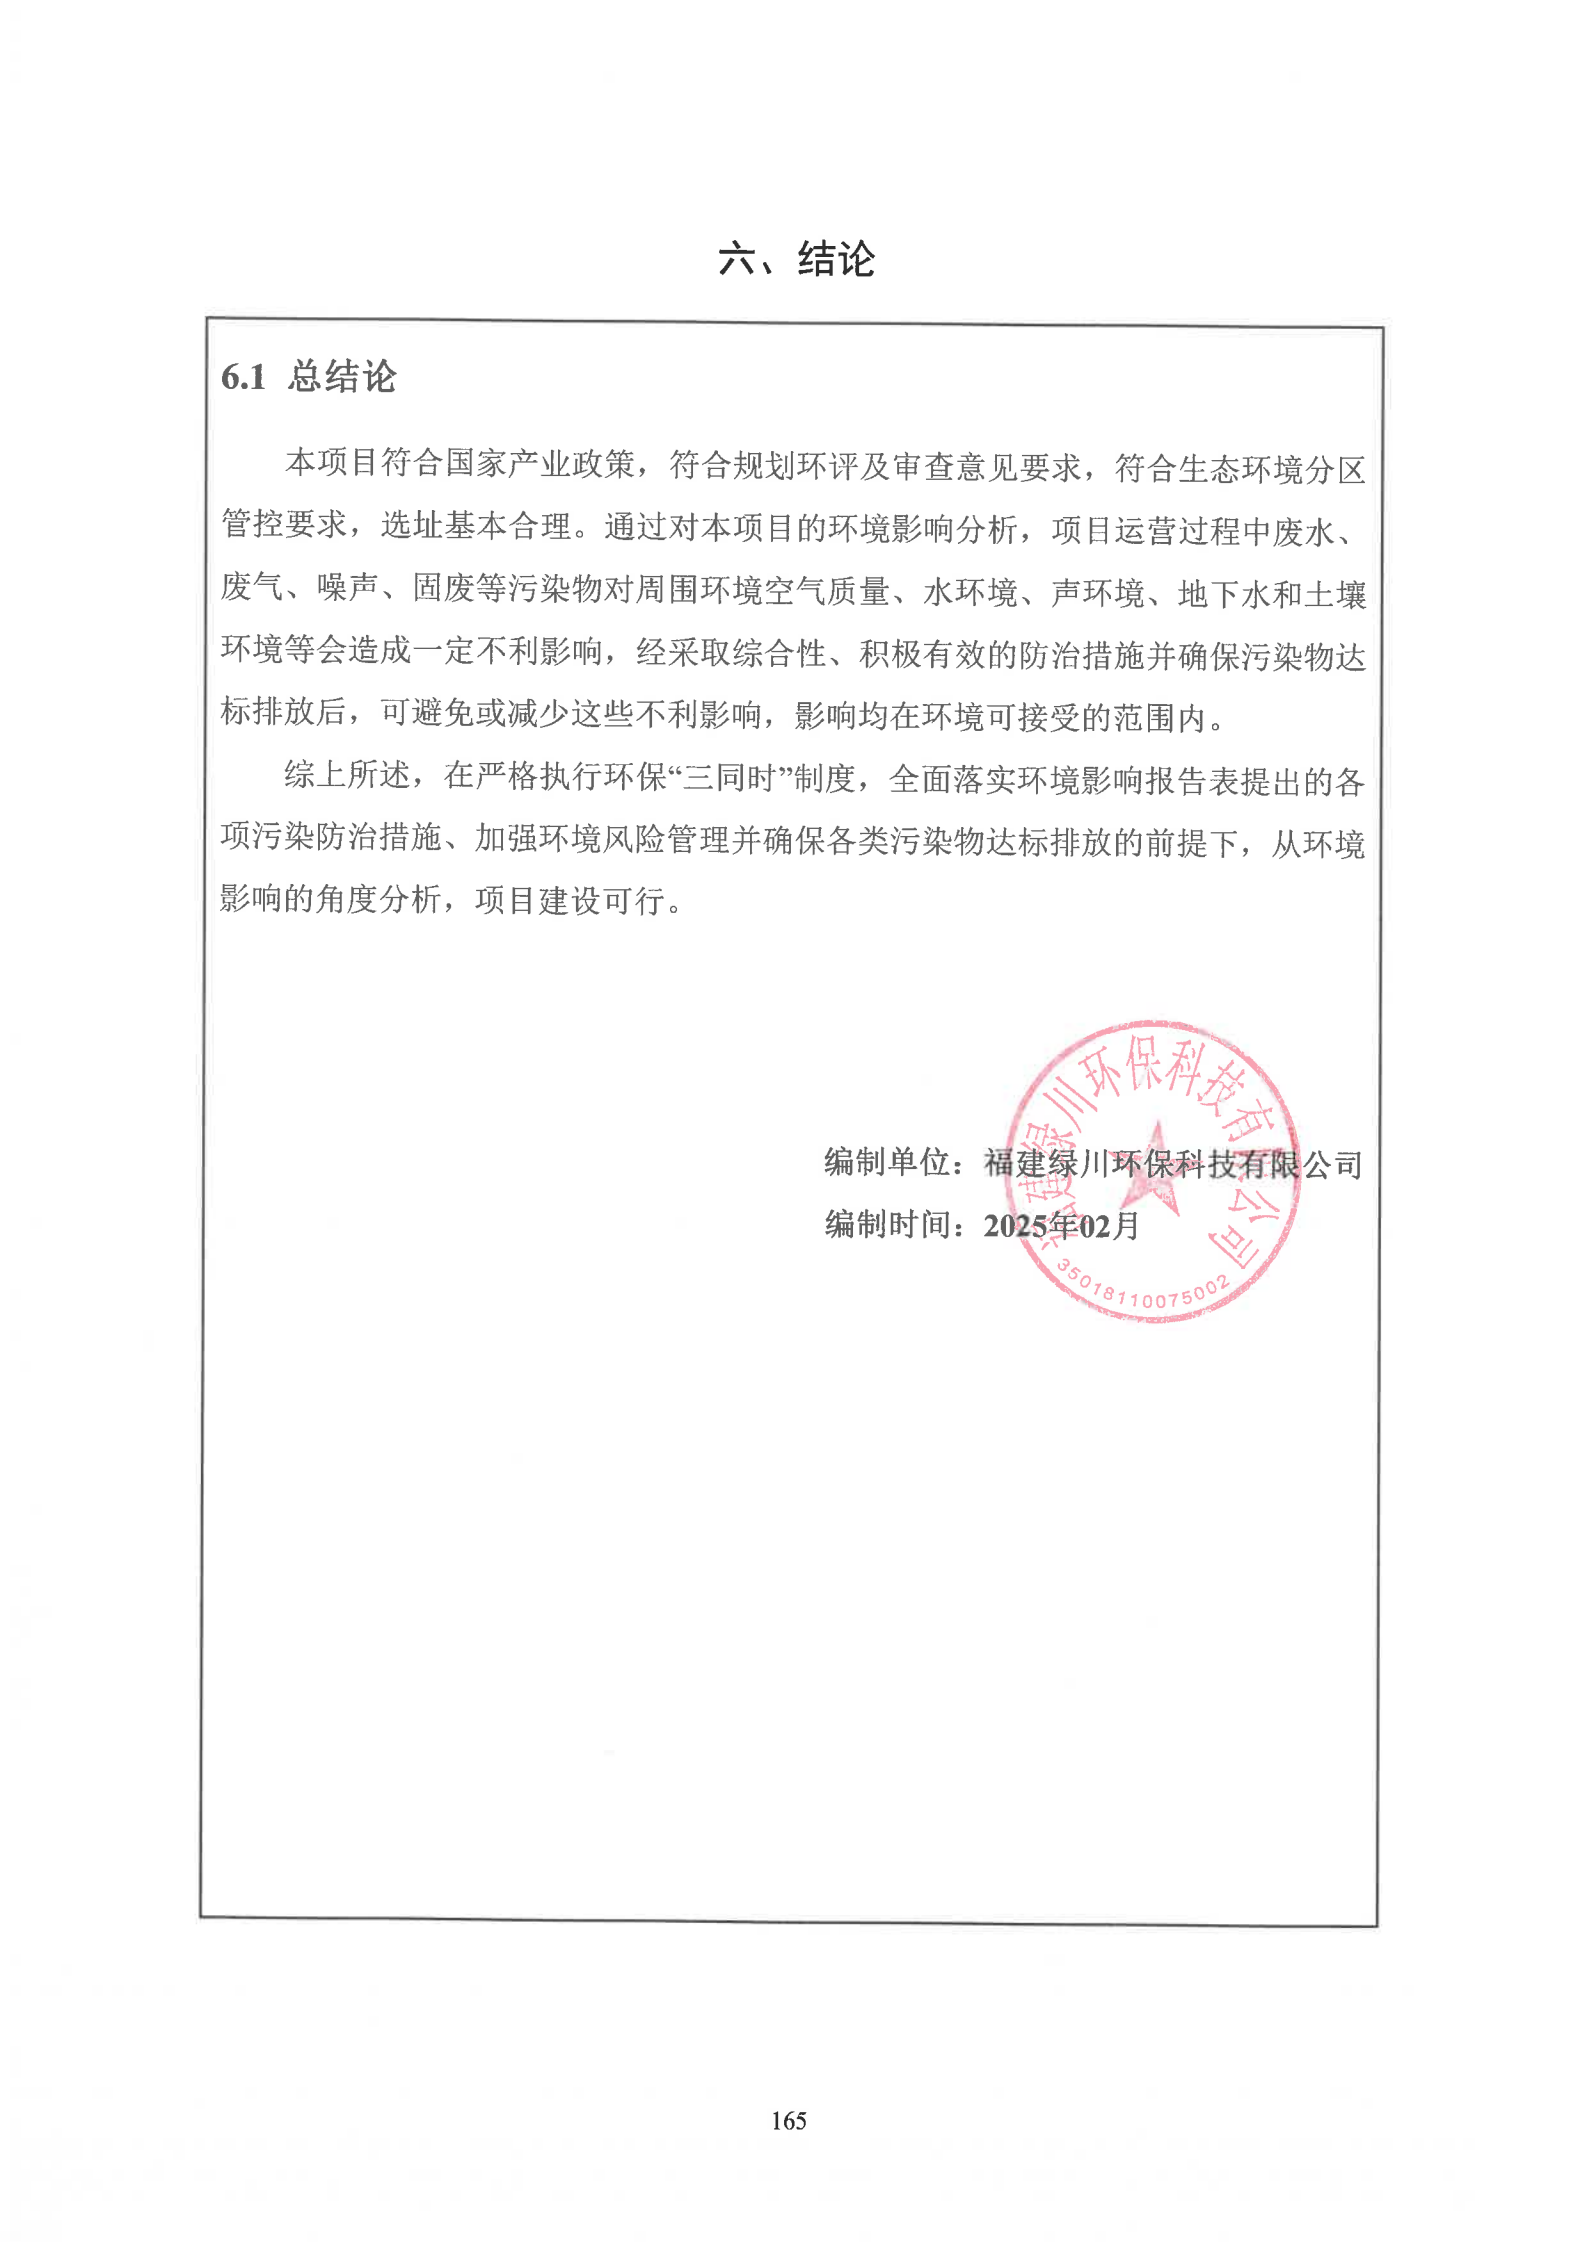 六、结论
6.1 总结论
本项目符合国家产业政策，符合规划环评及审查意见要求，符合生态环境分区
管控要求，选址基本合理。通过对本项目的环境影响分析，项目运营过程中废水、
废气、噪声、固废等污染物对周围环境空气质量、水环境、声环境、地下水和土壤
环境等会造成一定不利影响，经采取综合性、积极有效的防治措施并确保污染物达
标排放后，可避免或减少这些不利影响，影响均在环境可接受的范围内。
综上所述，在严格执行环保“三同时”制度，全面落实环境影响报告表提出的各
项污染防治措施、加强环境风险管理并确保各类污染物达标排放的前提下，从环境
影响的角度分析，项目建设可行。
编制单位：福建绿川环保科技有限公司
编制时间：2025年02月
福建绿川环保科技有限公司
35018110075002
165